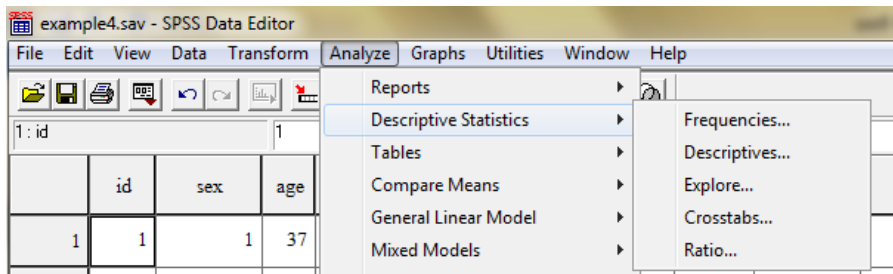 example4.sav - SPSS Data Editor
File Edit View Data Transform Analyze Graphs Utilities Window Help
1 : id 1
Reports
Descriptive Statistics
Tables
Compare Means
General Linear Model
Mixed Models
Frequencies...
Descriptives...
Explore...
Crosstabs...
Ratio...
id sex age
1 1 1 37